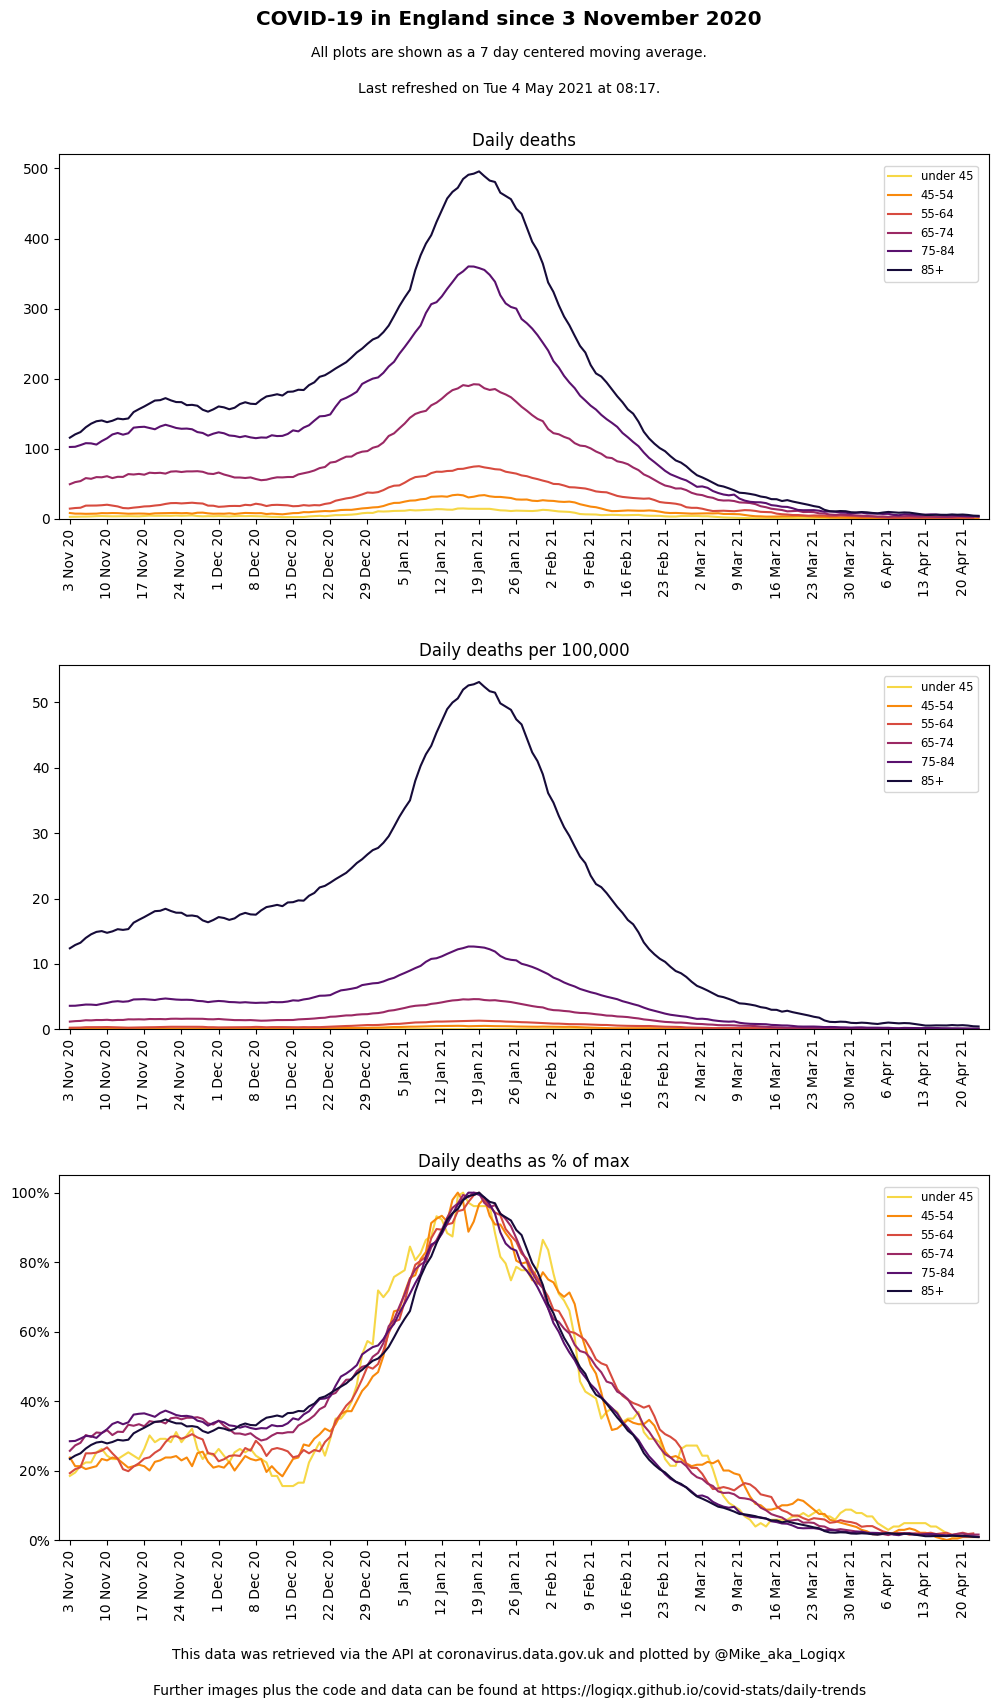 COVID-19 in England since 3 November 2020
All plots are shown as a 7 day centered moving average.
Last refreshed on Tue 4 May 2021 at 08:17.
Daily deaths
500
400
300
200
100
0
under 45
45-54
55-64
65-74
75-84
85+
3 Nov 20
10 Nov 20
17 Nov 20
24 Nov 20
1 Dec 20
8 Dec 20
15 Dec 20
22 Dec 20
29 Dec 20
5 Jan 21
12 Jan 21
19 Jan 21
26 Jan 21
2 Feb 21
9 Feb 21
16 Feb 21
23 Feb 21
2 Mar 21
9 Mar 21
16 Mar 21
23 Mar 21
30 Mar 21
6 Apr 21
13 Apr 21
20 Apr 21
Daily deaths per 100,000
50
40
30
20
10
0
under 45
45-54
55-64
65-74
75-84
85+
3 Nov 20
10 Nov 20
17 Nov 20
24 Nov 20
1 Dec 20
8 Dec 20
15 Dec 20
22 Dec 20
29 Dec 20
5 Jan 21
12 Jan 21
19 Jan 21
26 Jan 21
2 Feb 21
9 Feb 21
16 Feb 21
23 Feb 21
2 Mar 21
9 Mar 21
16 Mar 21
23 Mar 21
30 Mar 21
6 Apr 21
13 Apr 21
20 Apr 21
Daily deaths as % of max
100%
80%
60%
40%
20%
0%
under 45
45-54
55-64
65-74
75-84
85+
3 Nov 20
10 Nov 20
17 Nov 20
24 Nov 20
1 Dec 20
8 Dec 20
15 Dec 20
22 Dec 20
29 Dec 20
5 Jan 21
12 Jan 21
19 Jan 21
26 Jan 21
2 Feb 21
9 Feb 21
16 Feb 21
23 Feb 21
2 Mar 21
9 Mar 21
16 Mar 21
23 Mar 21
30 Mar 21
6 Apr 21
13 Apr 21
20 Apr 21
This data was retrieved via the API at coronavirus.data.gov.uk and plotted by @Mike_aka_Logiqx
Further images plus the code and data can be found at https://logiqx.github.io/covid-stats/daily-trends